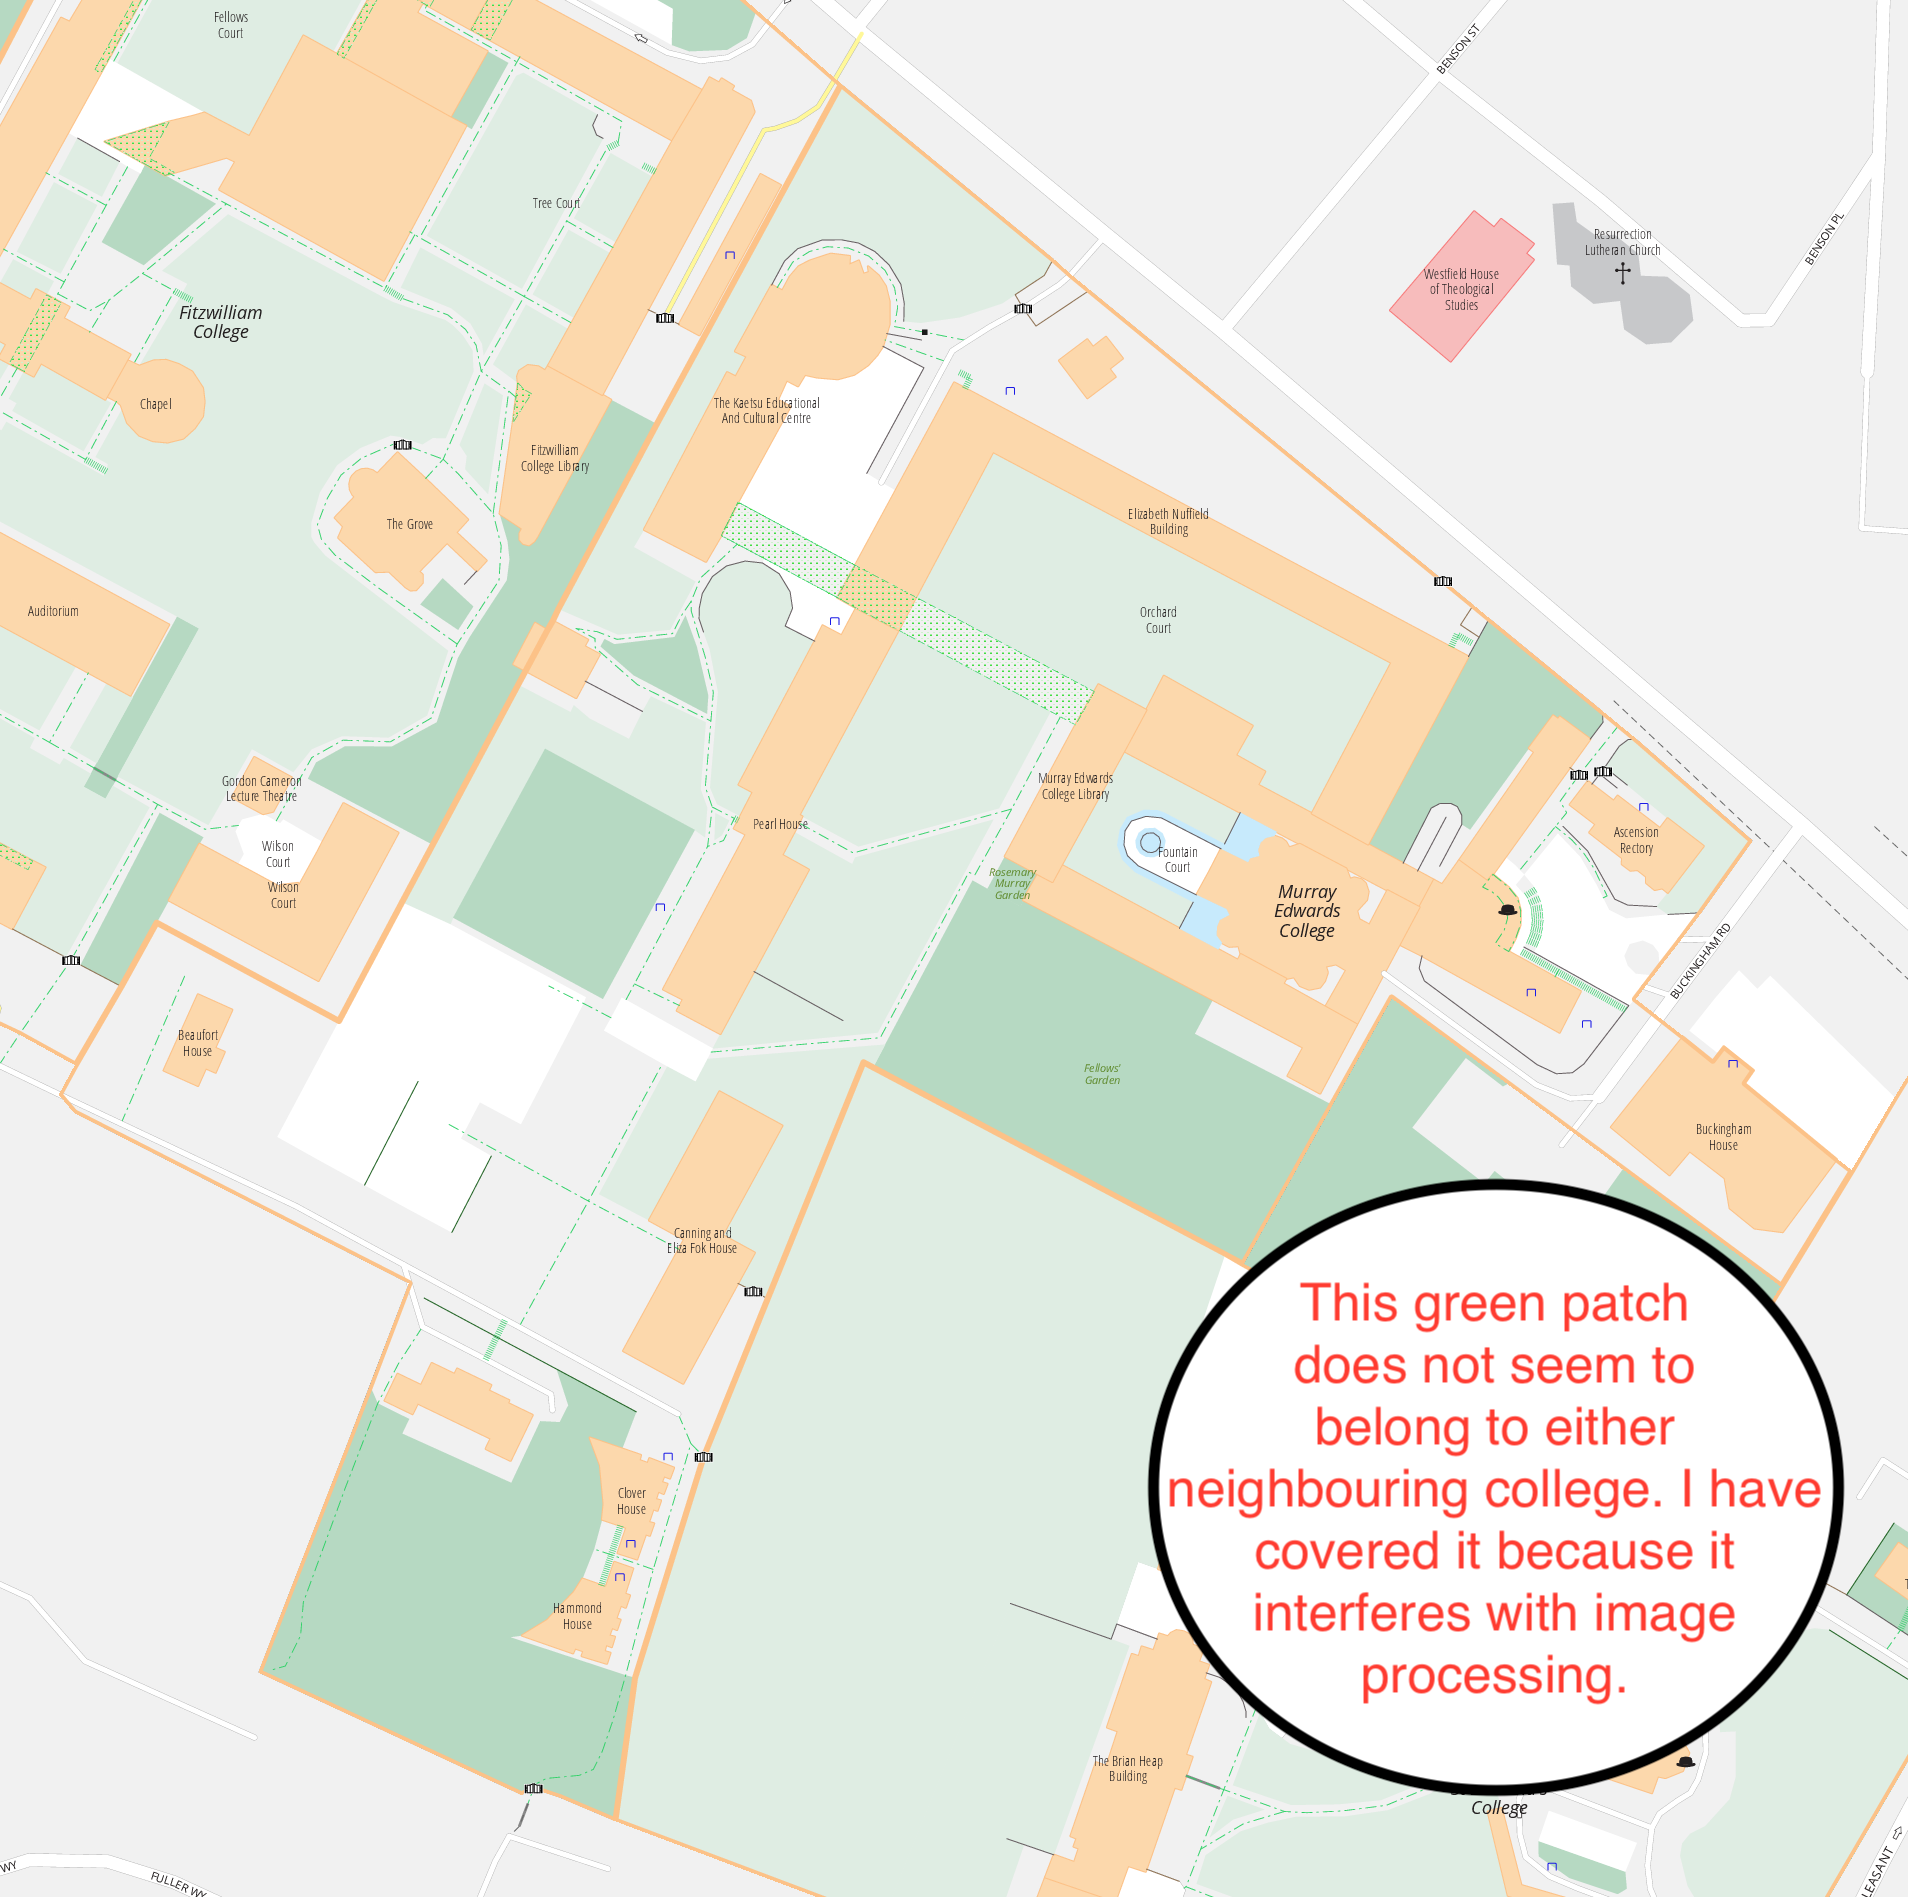 Fellows
Court
BENSON ST
Tree Court
Resurrection
Lutheran Church
BENSON PL
Westfield House
of Theological
Studies
Fitzwilliam
College
Chapel
The Kaetsu Educational
And Cultural Centre
Fitzwilliam
College Library
The Grove
Elizabeth Nuffield
Building
Auditorium
Orchard
Court
Gordon Cameron
Lecture Theatre
Murray Edwards
College Library
Pearl House
Ascension
Rectory
Wilson
Court
Wilson
Court
Fountain
Court
Rosemary
Murray
Garden
Murray
Edwards
College
BUCKINGHAM RD
Beaufort
House
Fellows'
Garden
Buckingham
House
Canning and
Eliza Fok House
This green patch
does not seem to
belong to either
neighbouring college. I have
covered it because it
interferes with image
processing.
Clover
House
Hammond
House
The Brian Heap
Building
College
WY
FULLER WY
LEASANT